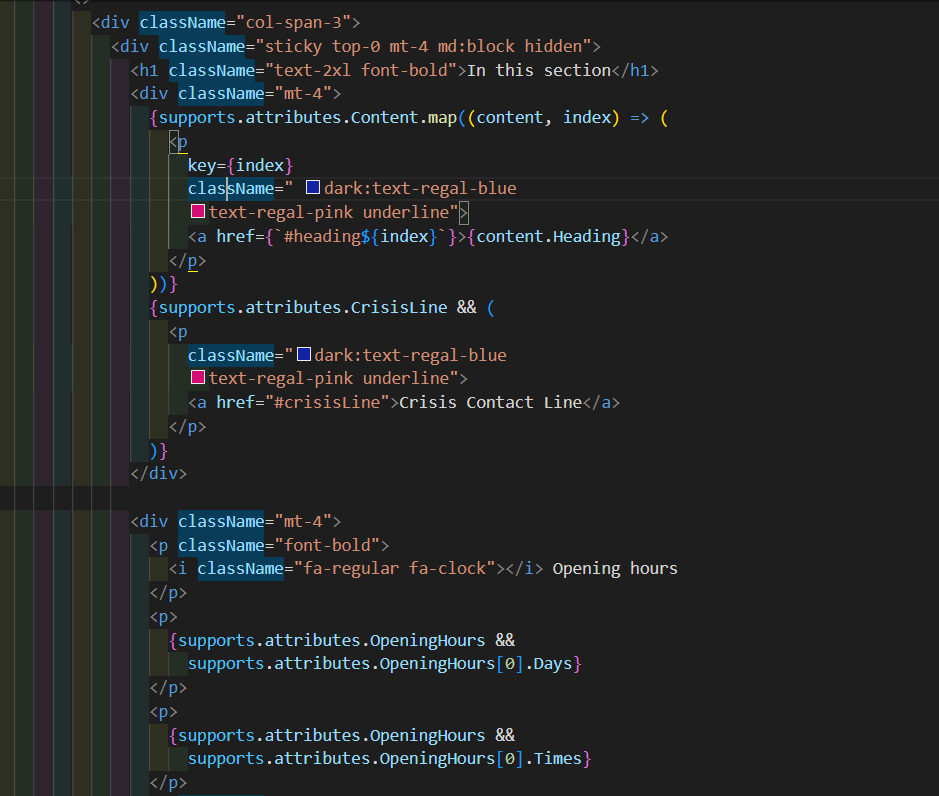 <div className="col-span-3">
<div className="sticky top-0 mt-4 md:block hidden">
<h1 className="text-2xl font-bold">In this section</h1>
<div className="mt-4">
{supports.attributes.Content.map((content, index) => (
<p
key={index}
className=" dark:text-regal-blue
text-regal-pink underline">
<a href={`#heading${index}`}>{content.Heading}</a>
</p>
))}
{supports.attributes.CrisisLine && (
<p
className="dark:text-regal-blue
text-regal-pink underline">
<a href="#crisisLine">Crisis Contact Line</a>
</p>
)}
</div>
<div className="mt-4">
<p className="font-bold">
<i className="fa-regular fa-clock"></i> Opening hours
</p>
<p>
{supports.attributes.OpeningHours &&
supports.attributes.OpeningHours[0].Days}
</p>
<p>
{supports.attributes.OpeningHours &&
supports.attributes.OpeningHours[0].Times}
</p>